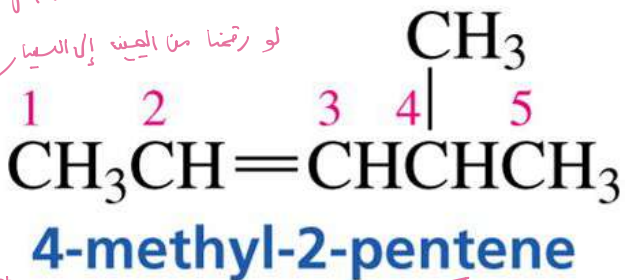 لو رقمنا من اليمين إلى اليسار
CH₃
1 2 3 4 5
CH₃CH=CHCHCH₃
4-methyl-2-pentene